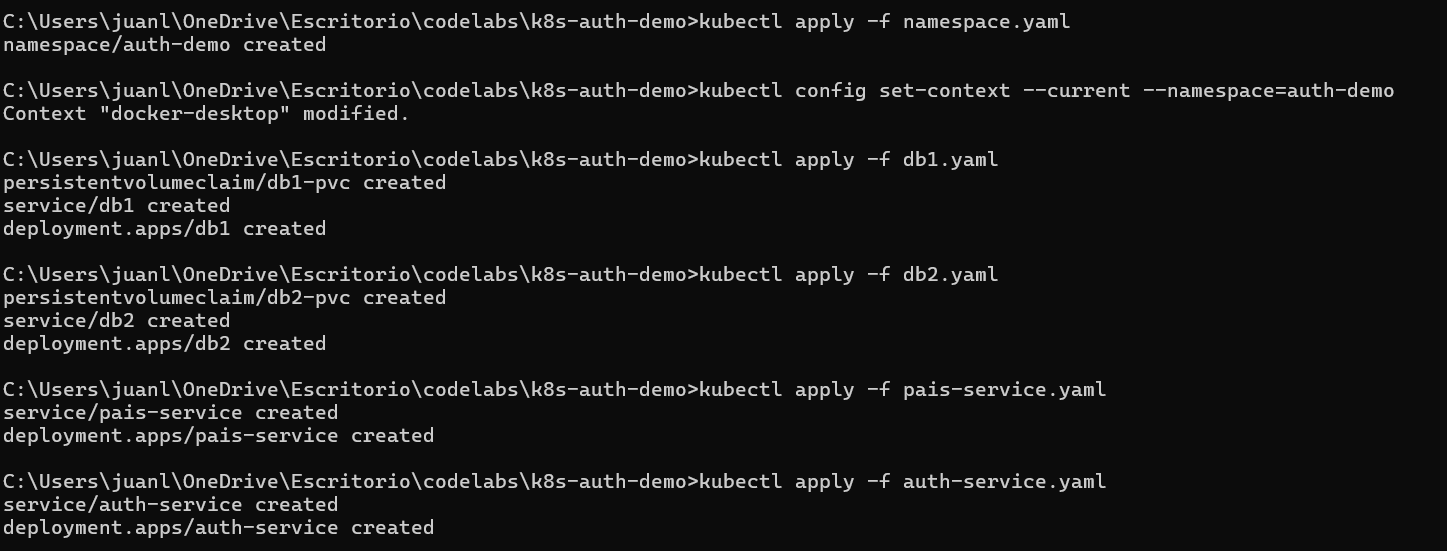 C:\Users\juanl\OneDrive\Escritorio\codelabs\k8s-auth-demo>kubectl apply -f namespace.yaml
namespace/auth-demo created
C:\Users\juanl\OneDrive\Escritorio\codelabs\k8s-auth-demo>kubectl config set-context --current --namespace=auth-demo
Context "docker-desktop" modified.
C:\Users\juanl\OneDrive\Escritorio\codelabs\k8s-auth-demo>kubectl apply -f db1.yaml
persistentvolumeclaim/db1-pvc created
service/db1 created
deployment.apps/db1 created
C:\Users\juanl\OneDrive\Escritorio\codelabs\k8s-auth-demo>kubectl apply -f db2.yaml
persistentvolumeclaim/db2-pvc created
service/db2 created
deployment.apps/db2 created
C:\Users\juanl\OneDrive\Escritorio\codelabs\k8s-auth-demo>kubectl apply -f pais-service.yaml
service/pais-service created
deployment.apps/pais-service created
C:\Users\juanl\OneDrive\Escritorio\codelabs\k8s-auth-demo>kubectl apply -f auth-service.yaml
service/auth-service created
deployment.apps/auth-service created